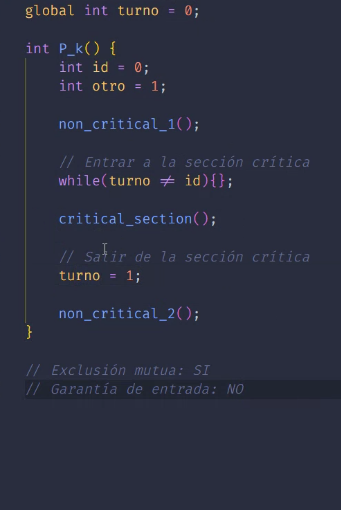 global int turno = 0;
int P_k() {
int id = 0;
int otro = 1;
non_critical_1();
// Entrar a la sección crítica
while(turno ≠ id){};
critical_section();
// Salir de la sección crítica
turno = 1;
non_critical_2();
}
// Exclusión mutua: SI
// Garantía de entrada: NO